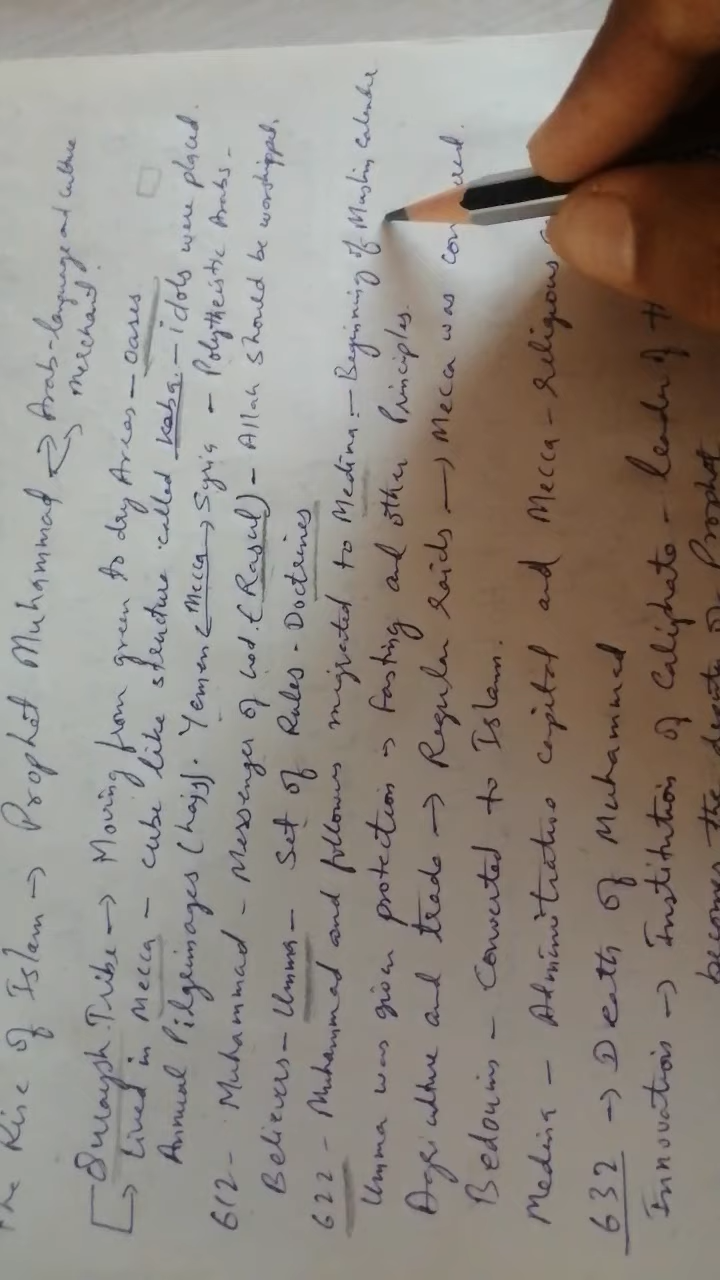 The Rise of Islam → Prophet Muhammad → Arab - language and culture
→ merchant.
Quraysh Tribe → Moving from green to dry Areas - oases
→ Lived in Mecca - cube like structure called Kaba - idols were placed.
Annual Pilgrimages (hajj). Yemen ← Mecca → Syria - Polytheistic Arabs -
612 - Muhammad - Messenger of God. (Rasul) - Allah should be worshipped.
Believers - Umma - Set of Rules - Doctrines
622 - Muhammad and followers migrated to Medina - Beginning of Muslim Calendar
Umma was given protection → Fasting and other Principles.
Agriculture and trade → Regular raids → Mecca was con
Bedouins - Converted to Islam.
Medina - Administrative capital and Mecca - religious
632 → Death of Muhammad
Innovation → Institution of Caliphate - leader of
becomes the deputy of Prophet